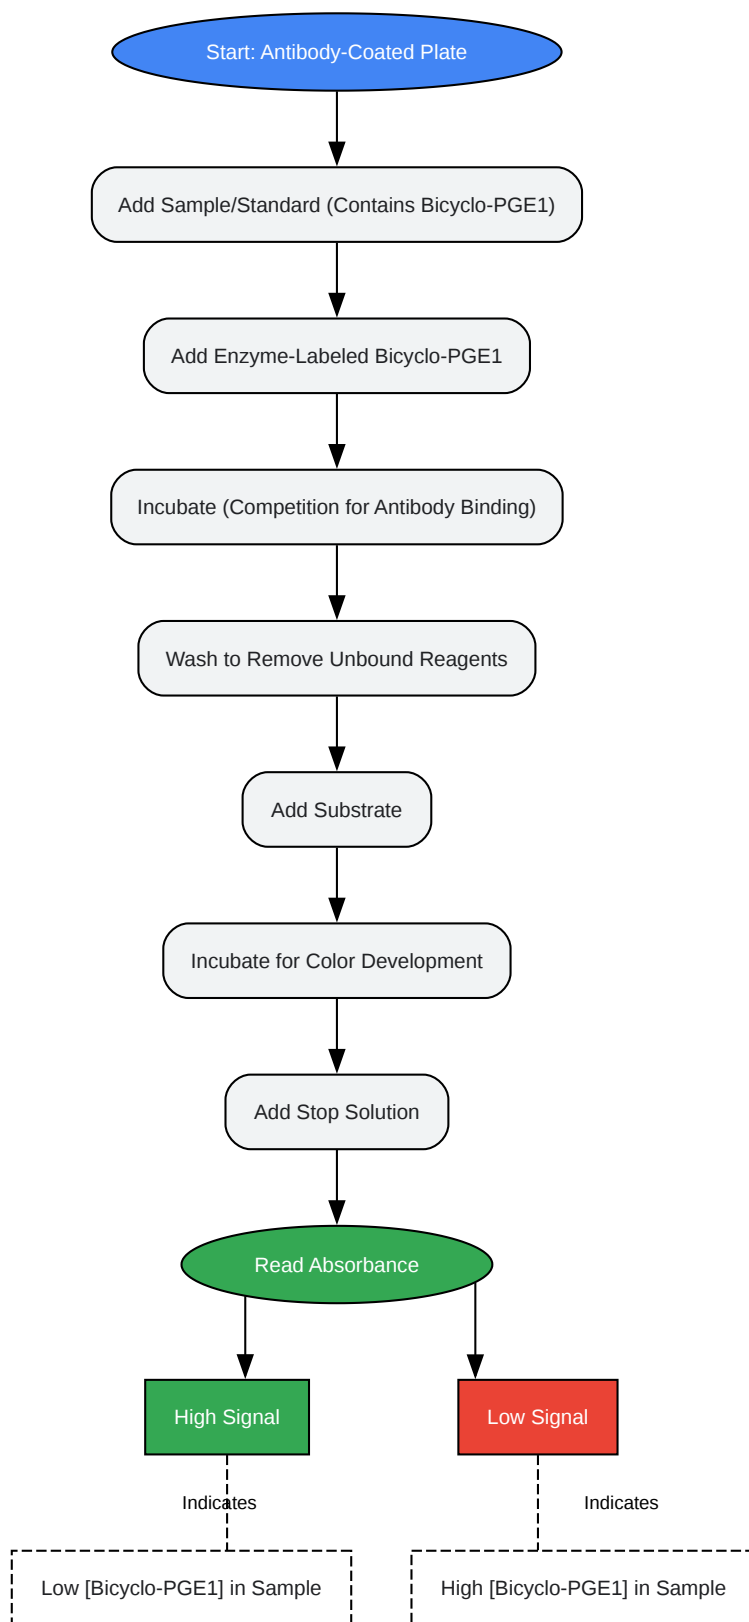 Start: Antibody-Coated Plate
Add Sample/Standard (Contains Bicyclo-PGE1)
Add Enzyme-Labeled Bicyclo-PGE1
Incubate (Competition for Antibody Binding)
Wash to Remove Unbound Reagents
Add Substrate
Incubate for Color Development
Add Stop Solution
Read Absorbance
High Signal
Low Signal
Indicates
Indicates
Low [Bicyclo-PGE1] in Sample
High [Bicyclo-PGE1] in Sample